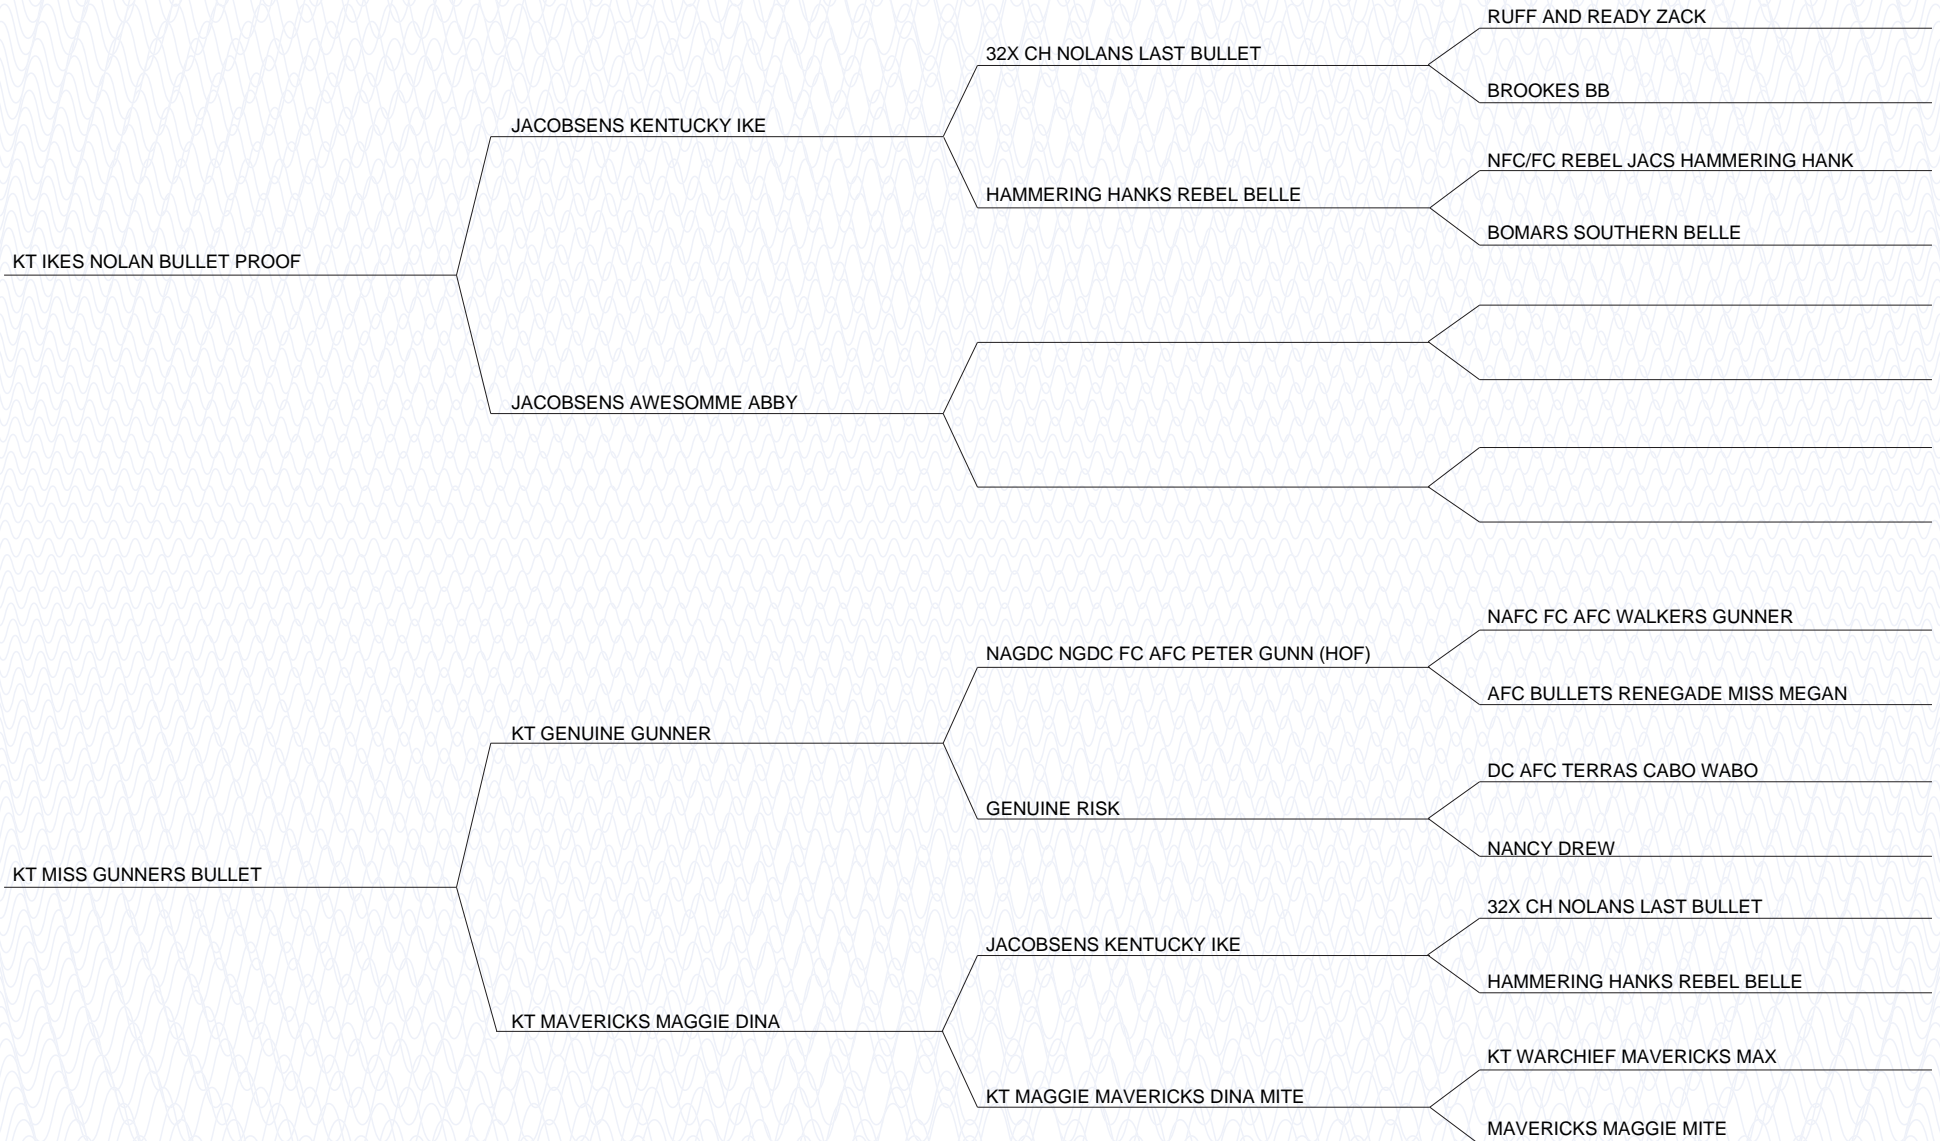 RUFF AND READY ZACK
32X CH NOLANS LAST BULLET
BROOKES BB
JACOBSENS KENTUCKY IKE
NFC/FC REBEL JACS HAMMERING HANK
HAMMERING HANKS REBEL BELLE
BOMARS SOUTHERN BELLE
KT IKES NOLAN BULLET PROOF
JACOBSENS AWESOMME ABBY
NAFC FC AFC WALKERS GUNNER
NAGDC NGDC FC AFC PETER GUNN (HOF)
AFC BULLETS RENEGADE MISS MEGAN
KT GENUINE GUNNER
DC AFC TERRAS CABO WABO
GENUINE RISK
NANCY DREW
KT MISS GUNNERS BULLET
32X CH NOLANS LAST BULLET
JACOBSENS KENTUCKY IKE
HAMMERING HANKS REBEL BELLE
KT MAVERICKS MAGGIE DINA
KT WARCHIEF MAVERICKS MAX
KT MAGGIE MAVERICKS DINA MITE
MAVERICKS MAGGIE MITE